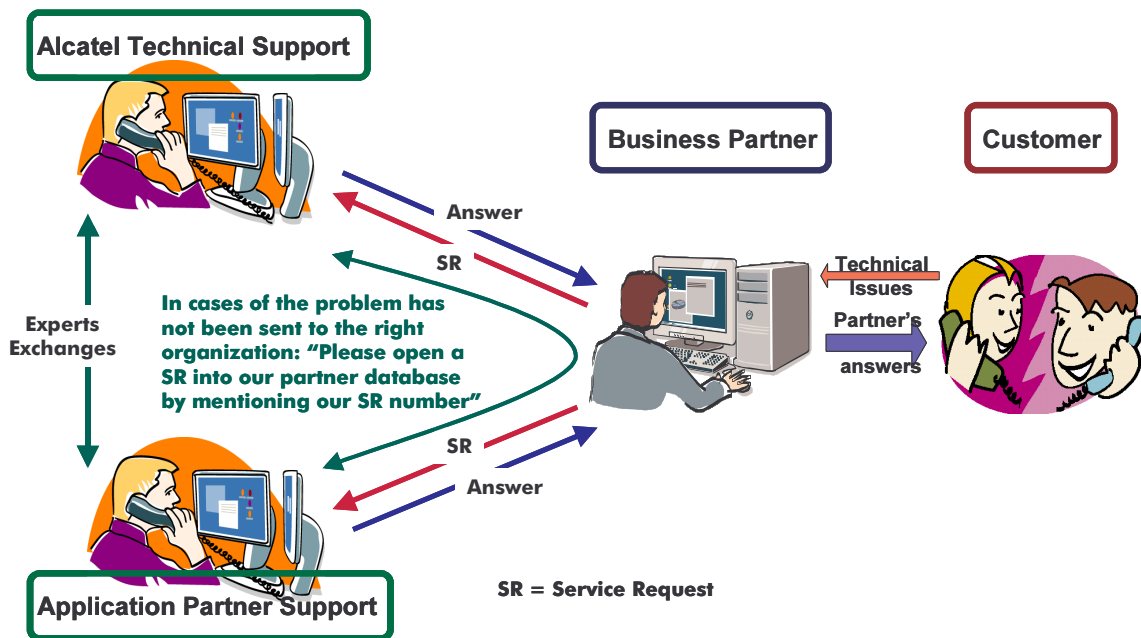 Alcatel Technical Support
Business Partner
Customer
Answer
SR
Technical
Issues
Partner's
answers
Experts
Exchanges
In cases of the problem has
not been sent to the right
organization: “Please open a
SR into our partner database
by mentioning our SR number”
SR
Answer
Application Partner Support
SR = Service Request